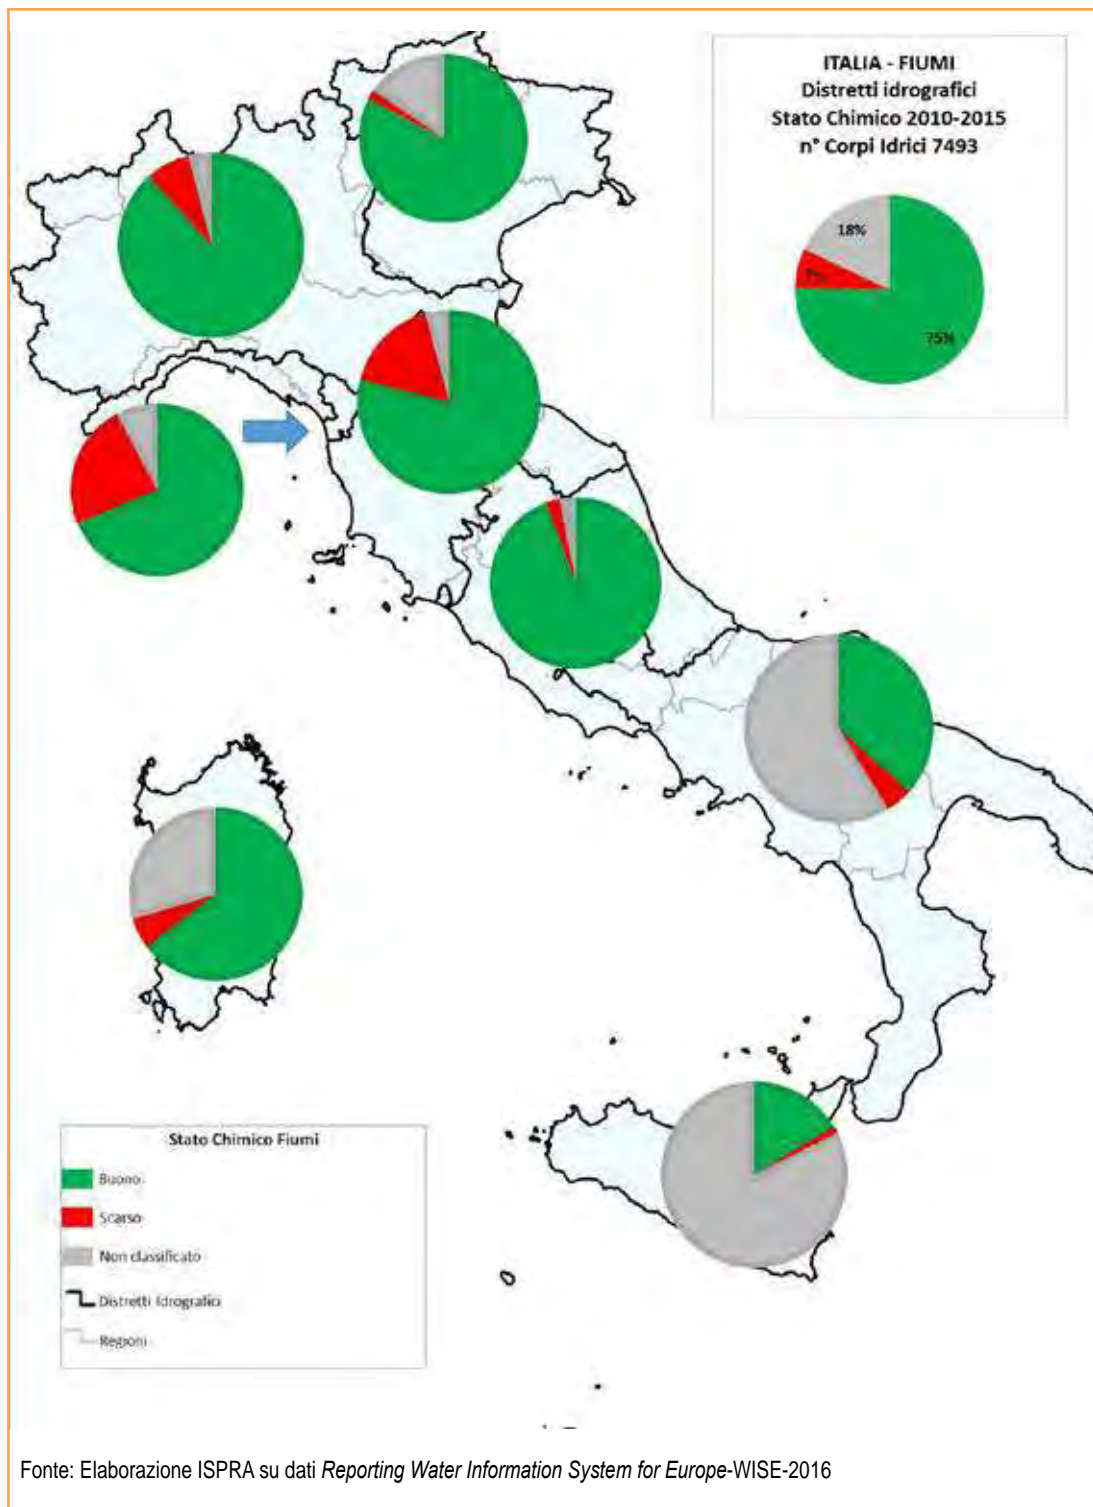 ITALIA - FIUMI
Distretti idrografici
Stato Chimico 2010-2015
n° Corpi Idrici 7493
18%
7%
75%
Stato Chimico Fiumi
Buono
Scarso
Non classificato
Distretti Idrografici
Regioni
Fonte: Elaborazione ISPRA su dati Reporting Water Information System for Europe-WISE-2016